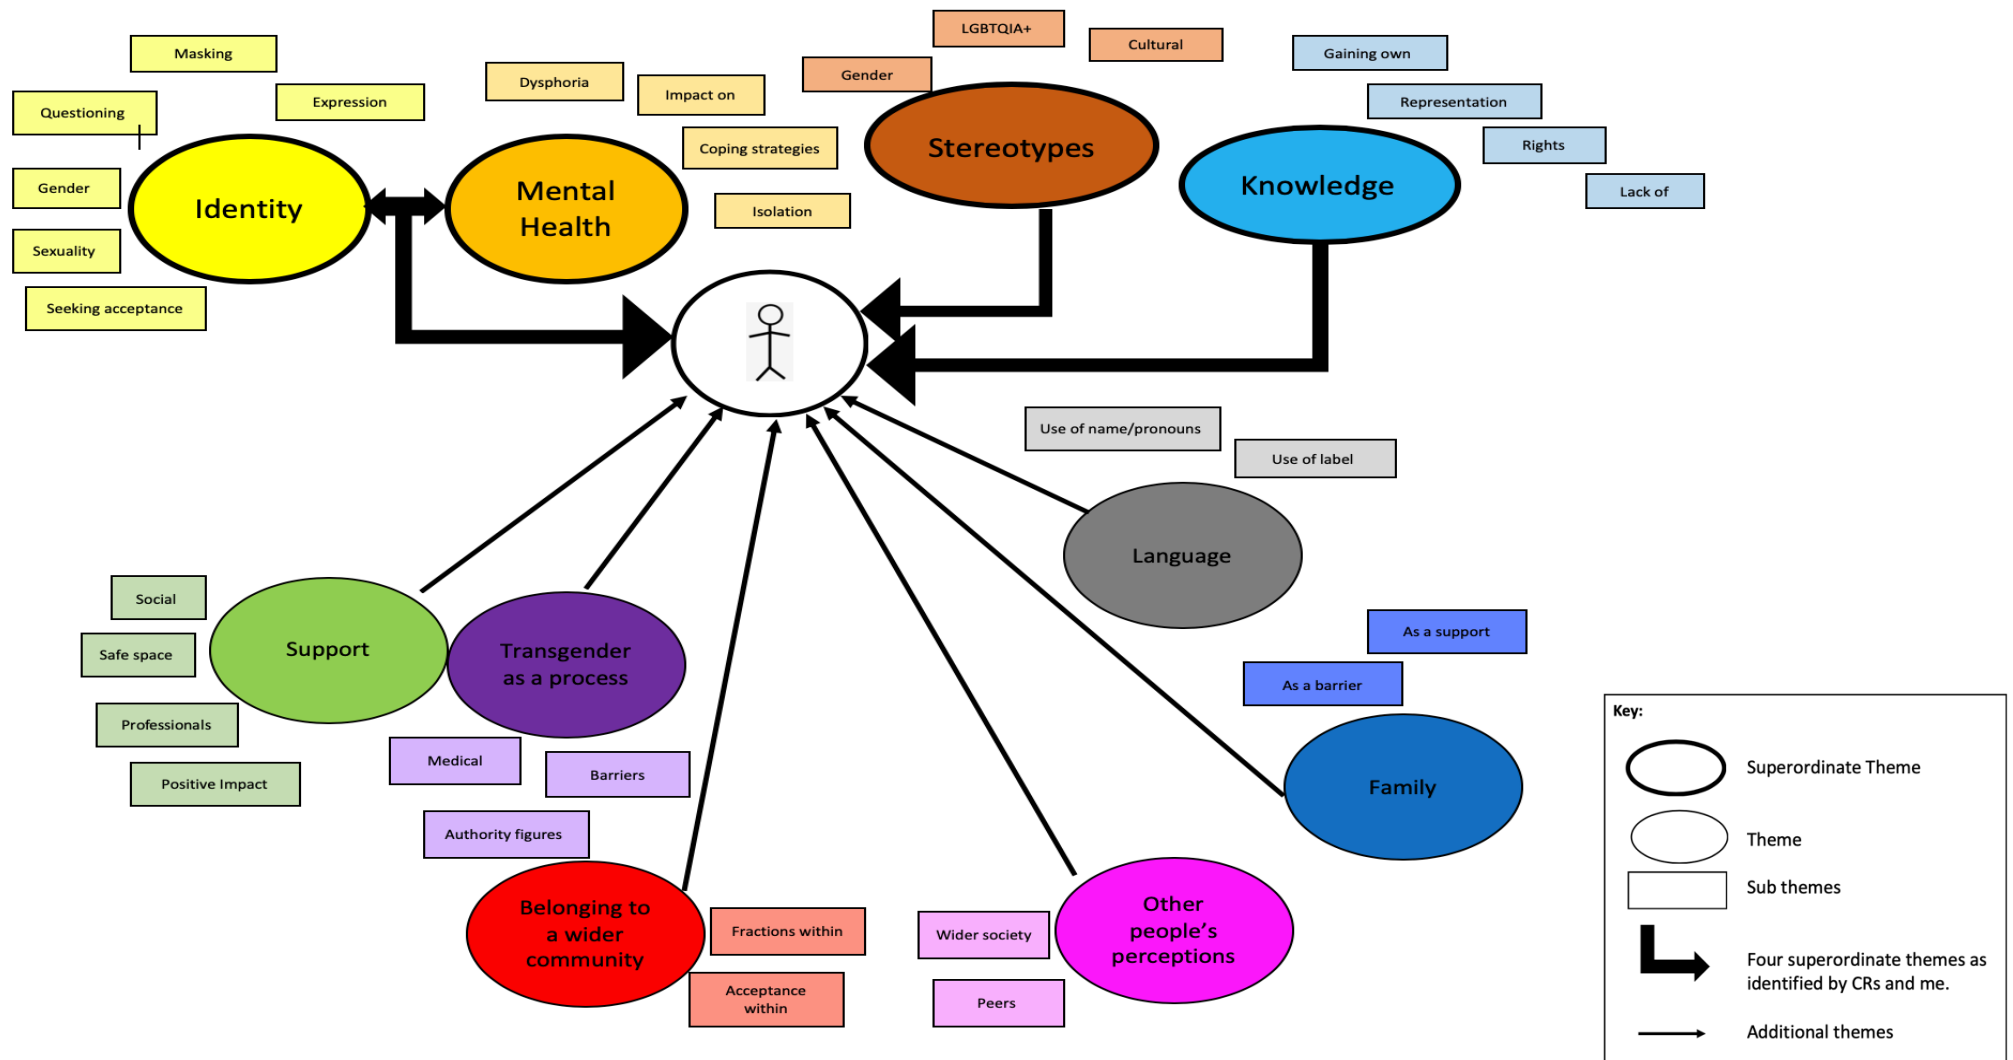 LGBTQIA+
Masking
Cultural
Gaining own
Gender
Dysphoria
Impact on
Expression
Questioning
Representation
Stereotypes
Coping strategies
Rights
Gender
Identity
Mental
Health
Knowledge
Lack of
Isolation
Sexuality
Seeking acceptance
Use of name/pronouns
Use of label
Language
Social
Support
Safe space
Transgender
as a process
As a support
As a barrier
Professionals
Medical
Barriers
Positive Impact
Family
Authority figures
Belonging to
a wider
community
Fractions within
Acceptance
within
Wider society
Peers
Other
people’s
perceptions
Key:
Superordinate Theme
Theme
Sub themes
Four superordinate themes as
identified by CRs and me.
Additional themes